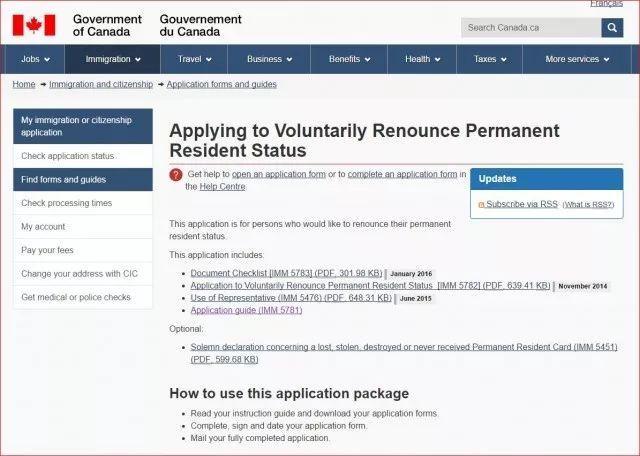 Français
Government of Canada
Gouvernement du Canada
Search Canada.ca
Jobs Immigration Travel Business Benefits Health Taxes More services
Home → Immigration and citizenship → Application forms and guides
My immigration or citizenship
application
Check application status
Find forms and guides
Check processing times
My account
Pay your fees
Change your address with CIC
Get medical or police checks
Applying to Voluntarily Renounce Permanent
Resident Status
? Get help to open an application form or to complete an application form in
the Help Centre.
Updates
Subscribe via RSS (What is RSS?)
This application is for persons who would like to renounce their permanent
resident status.
This application includes:
• Document Checklist [IMM 5783] (PDF, 301.98 KB) January 2016
• Application to Voluntarily Renounce Permanent Resident Status [IMM 5782] (PDF, 639.41 KB) November 2014
• Use of Representative (IMM 5476) (PDF, 648.31 KB) June 2015
• Application guide (IMM 5781)
Optional:
• Solemn declaration concerning a lost, stolen, destroyed or never received Permanent Resident Card (IMM 5451)
(PDF, 599.68 KB)
How to use this application package
• Read your instruction guide and download your application forms.
• Complete, sign and date your application form.
• Mail your fully completed application.